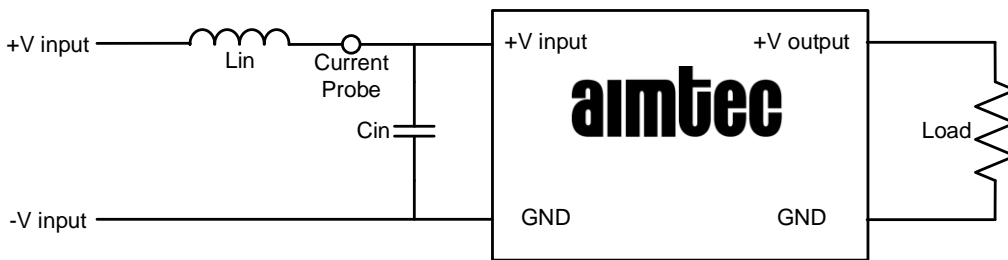 +V input
Lin
Current
Probe
Cin
-V input
+V input
+V output
aimtec
GND
GND
Load